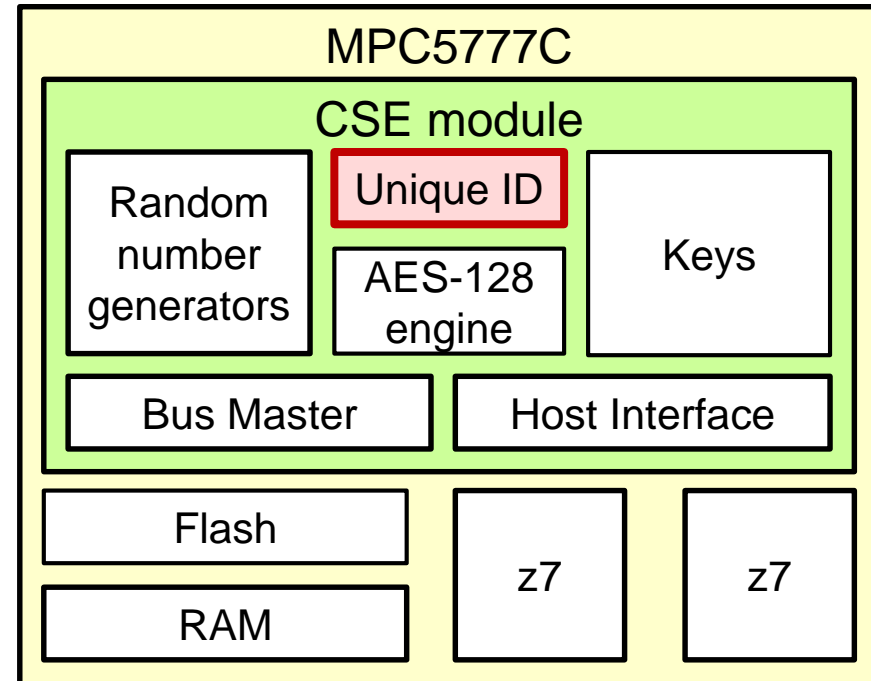 MPC5777C
CSE module
Random
number
generators
Unique ID
AES-128
engine
Keys
Bus Master
Host Interface
Flash
RAM
z7
z7